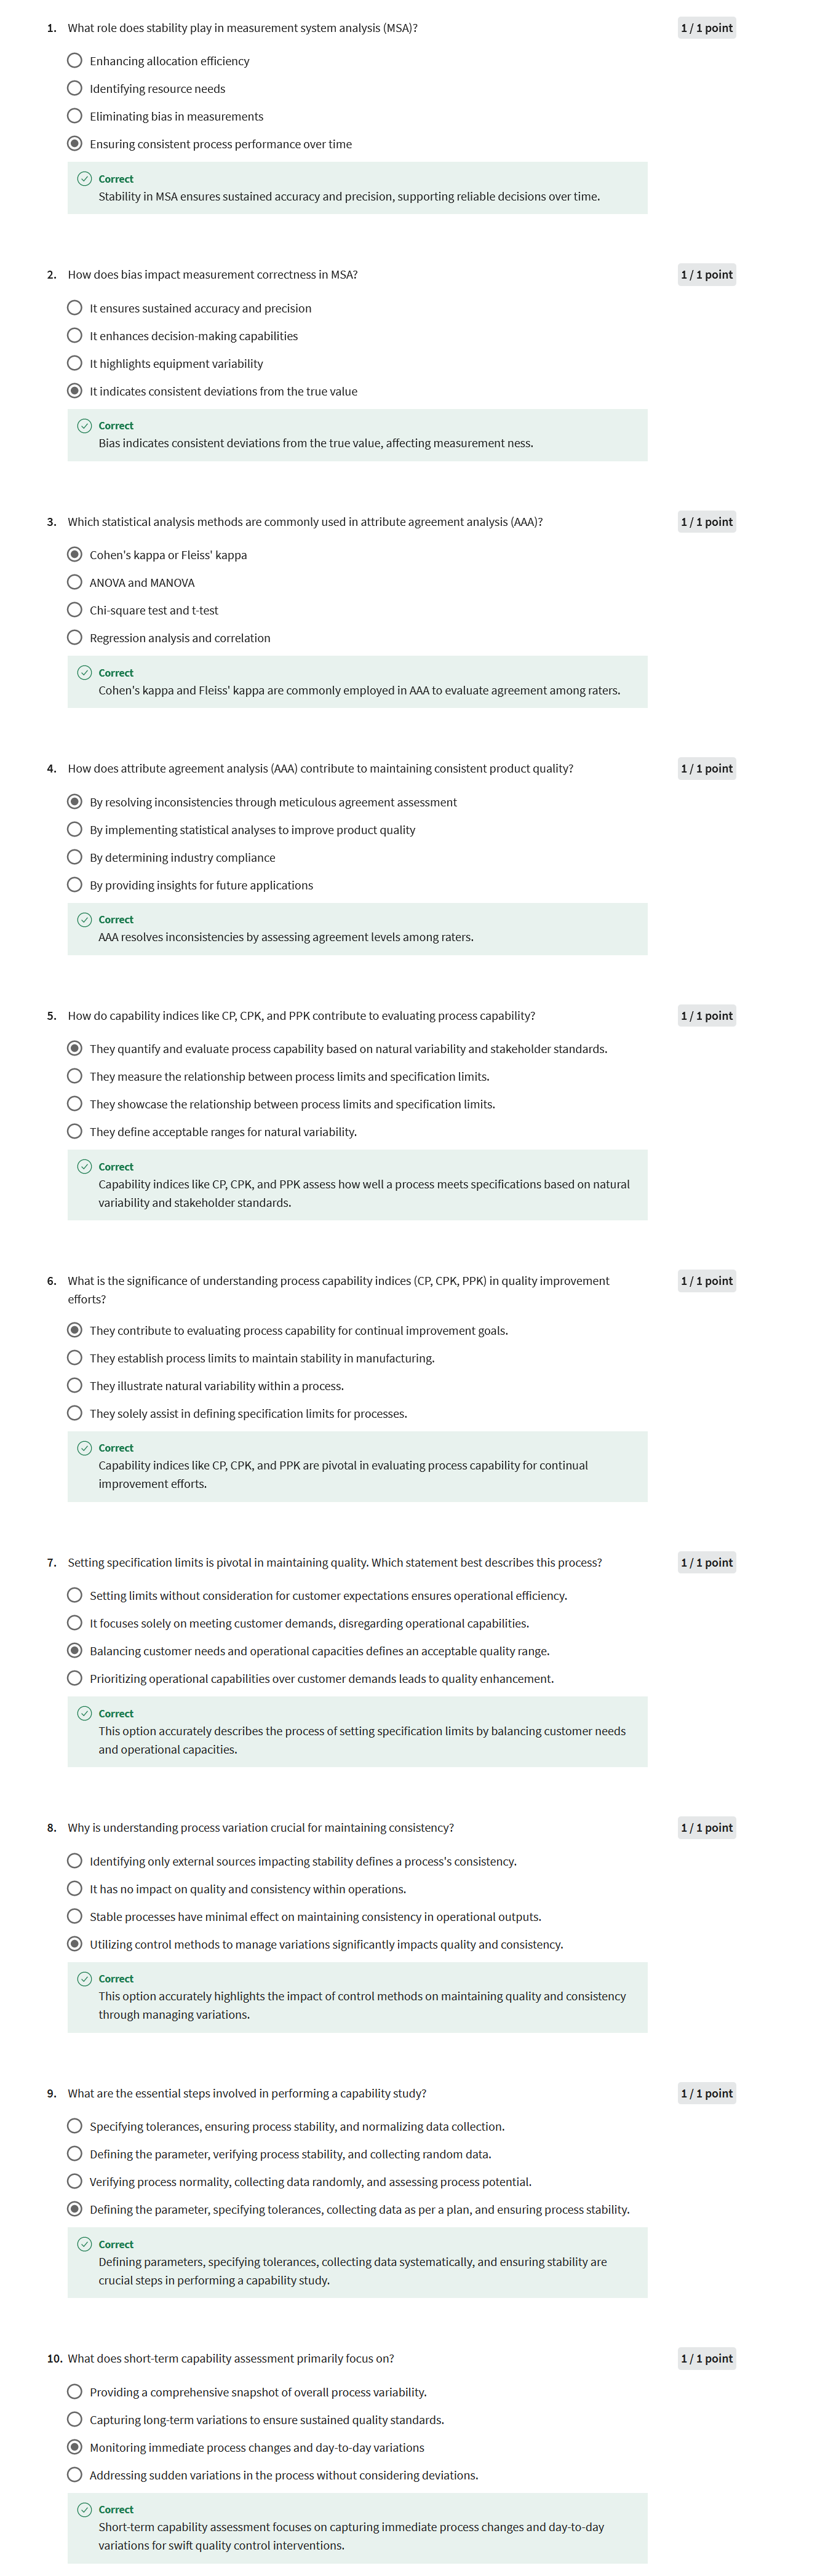 1. What role does stability play in measurement system analysis (MSA)? 1 / 1 point
Enhancing allocation efficiency
Identifying resource needs
Eliminating bias in measurements
Ensuring consistent process performance over time
Correct
Stability in MSA ensures sustained accuracy and precision, supporting reliable decisions over time.
2. How does bias impact measurement correctness in MSA? 1 / 1 point
It ensures sustained accuracy and precision
It enhances decision-making capabilities
It highlights equipment variability
It indicates consistent deviations from the true value
Correct
Bias indicates consistent deviations from the true value, affecting measurement ness.
3. Which statistical analysis methods are commonly used in attribute agreement analysis (AAA)? 1 / 1 point
Cohen's kappa or Fleiss' kappa
ANOVA and MANOVA
Chi-square test and t-test
Regression analysis and correlation
Correct
Cohen's kappa and Fleiss' kappa are commonly employed in AAA to evaluate agreement among raters.
4. How does attribute agreement analysis (AAA) contribute to maintaining consistent product quality? 1 / 1 point
By resolving inconsistencies through meticulous agreement assessment
By implementing statistical analyses to improve product quality
By determining industry compliance
By providing insights for future applications
Correct
AAA resolves inconsistencies by assessing agreement levels among raters.
5. How do capability indices like CP, CPK, and PPK contribute to evaluating process capability? 1 / 1 point
They quantify and evaluate process capability based on natural variability and stakeholder standards.
They measure the relationship between process limits and specification limits.
They showcase the relationship between process limits and specification limits.
They define acceptable ranges for natural variability.
Correct
Capability indices like CP, CPK, and PPK assess how well a process meets specifications based on natural
variability and stakeholder standards.
6. What is the significance of understanding process capability indices (CP, CPK, PPK) in quality improvement 1 / 1 point
efforts?
They contribute to evaluating process capability for continual improvement goals.
They establish process limits to maintain stability in manufacturing.
They illustrate natural variability within a process.
They solely assist in defining specification limits for processes.
Correct
Capability indices like CP, CPK, and PPK are pivotal in evaluating process capability for continual
improvement efforts.
7. Setting specification limits is pivotal in maintaining quality. Which statement best describes this process? 1 / 1 point
Setting limits without consideration for customer expectations ensures operational efficiency.
It focuses solely on meeting customer demands, disregarding operational capabilities.
Balancing customer needs and operational capacities defines an acceptable quality range.
Prioritizing operational capabilities over customer demands leads to quality enhancement.
Correct
This option accurately describes the process of setting specification limits by balancing customer needs
and operational capacities.
8. Why is understanding process variation crucial for maintaining consistency? 1 / 1 point
Identifying only external sources impacting stability defines a process's consistency.
It has no impact on quality and consistency within operations.
Stable processes have minimal effect on maintaining consistency in operational outputs.
Utilizing control methods to manage variations significantly impacts quality and consistency.
Correct
This option accurately highlights the impact of control methods on maintaining quality and consistency
through managing variations.
9. What are the essential steps involved in performing a capability study? 1 / 1 point
Specifying tolerances, ensuring process stability, and normalizing data collection.
Defining the parameter, verifying process stability, and collecting random data.
Verifying process normality, collecting data randomly, and assessing process potential.
Defining the parameter, specifying tolerances, collecting data as per a plan, and ensuring process stability.
Correct
Defining parameters, specifying tolerances, collecting data systematically, and ensuring stability are
crucial steps in performing a capability study.
10. What does short-term capability assessment primarily focus on? 1 / 1 point
Providing a comprehensive snapshot of overall process variability.
Capturing long-term variations to ensure sustained quality standards.
Monitoring immediate process changes and day-to-day variations
Addressing sudden variations in the process without considering deviations.
Correct
Short-term capability assessment focuses on capturing immediate process changes and day-to-day
variations for swift quality control interventions.